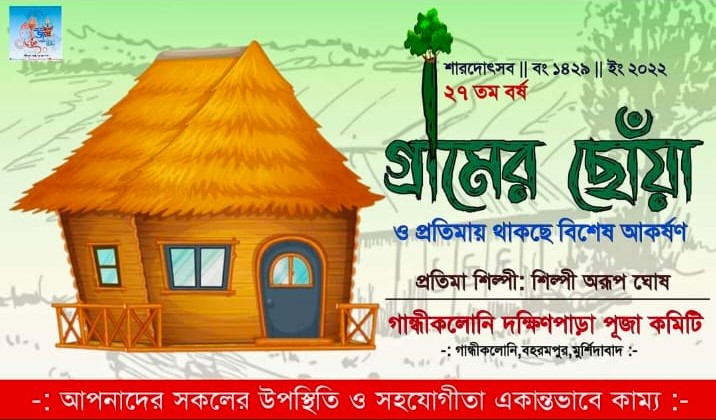 শারদোৎসব || বং ১৪২৯ || ইং ২০২২
২৭ তম বর্ষ
গ্রামের ছোঁয়া
ও প্রতিমায় থাকছে বিশেষ আকর্ষণ
প্রতিমা শিল্পী: শিল্পী অরূপ ঘোষ
গান্ধীকলোনি দক্ষিণপাড়া পূজা কমিটি
-: গান্ধীকলোনি,বহরমপুর,মুর্শিদাবাদ :-
-: আপনাদের সকলের উপস্থিতি ও সহযোগীতা একান্তভাবে কাম্য :-